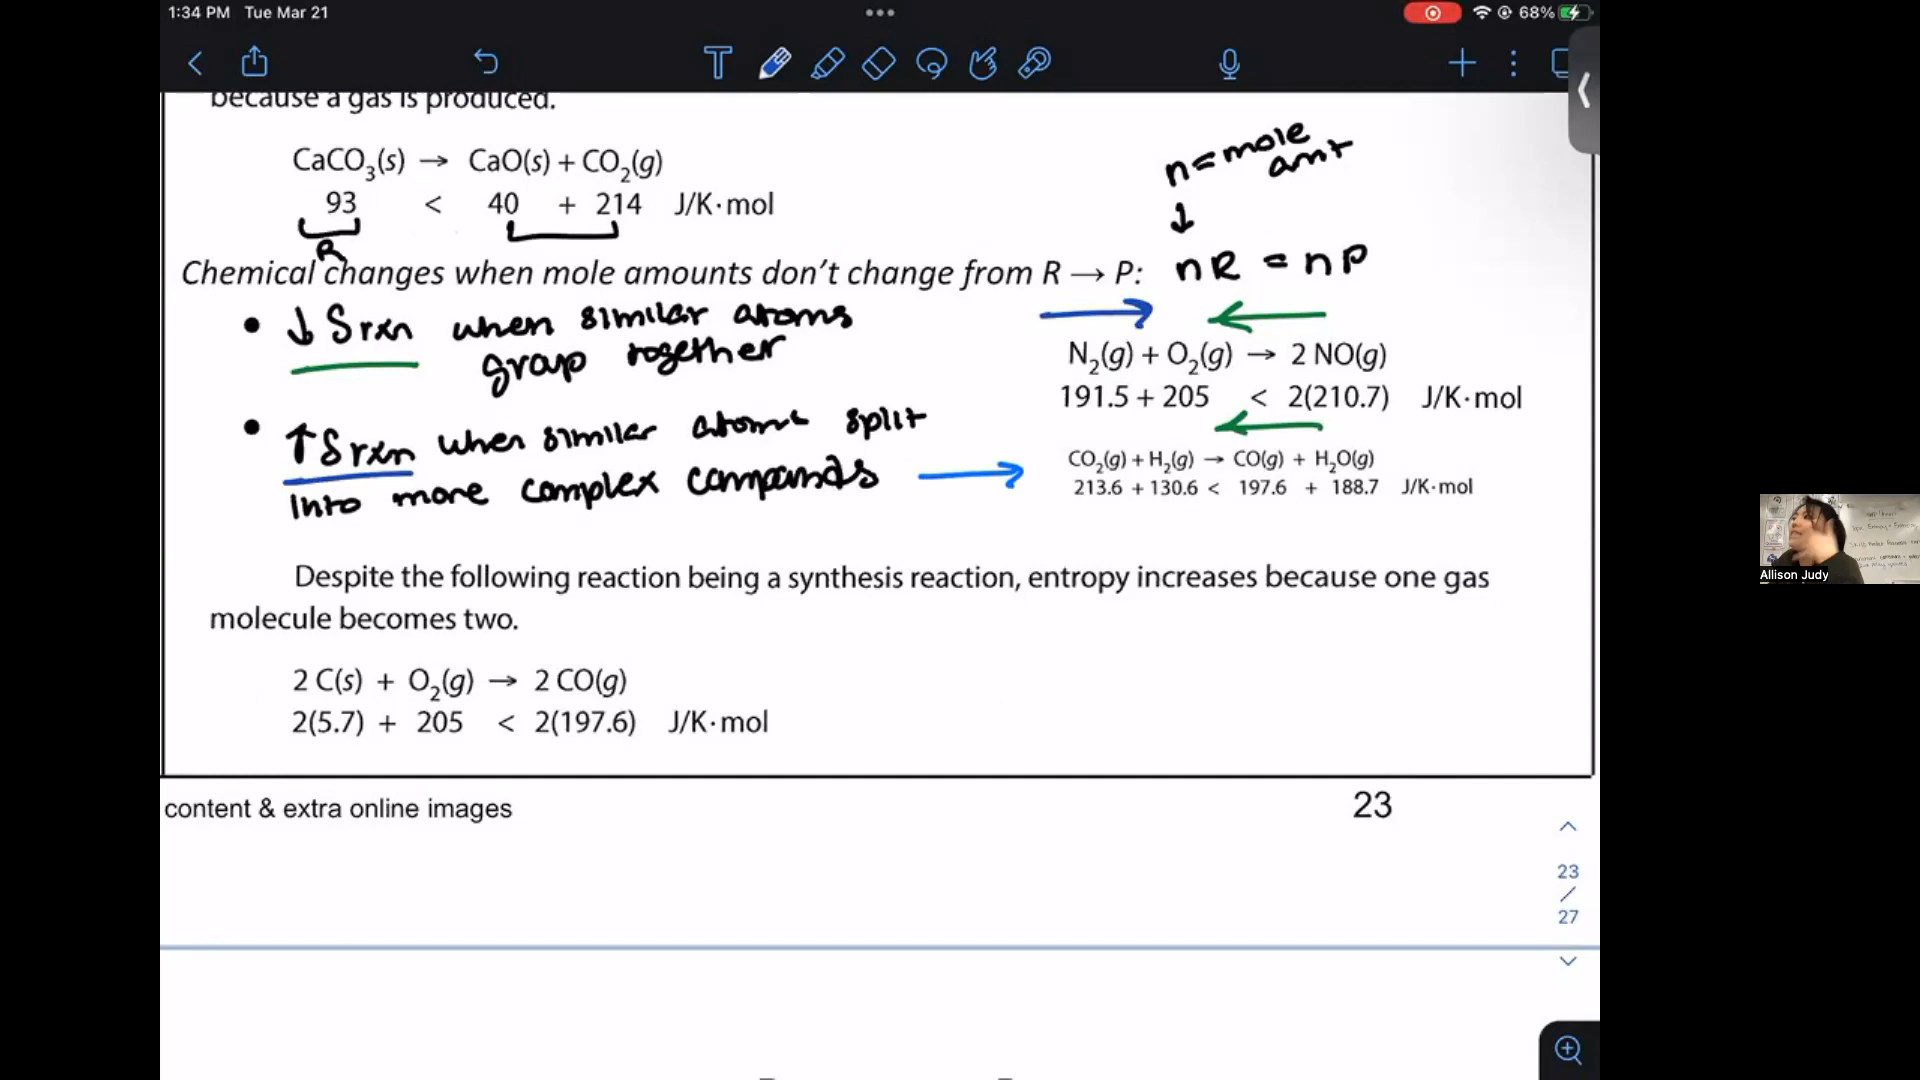 1:34 PM Tue Mar 21
68%
because a gas is produced.
n = mole
amt
CaCO₃(s) → CaO(s) + CO₂(g)
93 < 40 + 214 J/K·mol
R
↓
Chemical changes when mole amounts don't change from R → P: nR = nP
• ↓ Srxn when similar atoms
group together
N₂(g) + O₂(g) → 2 NO(g)
191.5 + 205 < 2(210.7) J/K·mol
• ↑ Srxn when similar atoms split
into more complex compounds →
CO₂(g) + H₂(g) → CO(g) + H₂O(g)
213.6 + 130.6 < 197.6 + 188.7 J/K·mol
Despite the following reaction being a synthesis reaction, entropy increases because one gas
molecule becomes two.
2 C(s) + O₂(g) → 2 CO(g)
2(5.7) + 205 < 2(197.6) J/K·mol
content & extra online images
23
23
/
27
Allison Judy